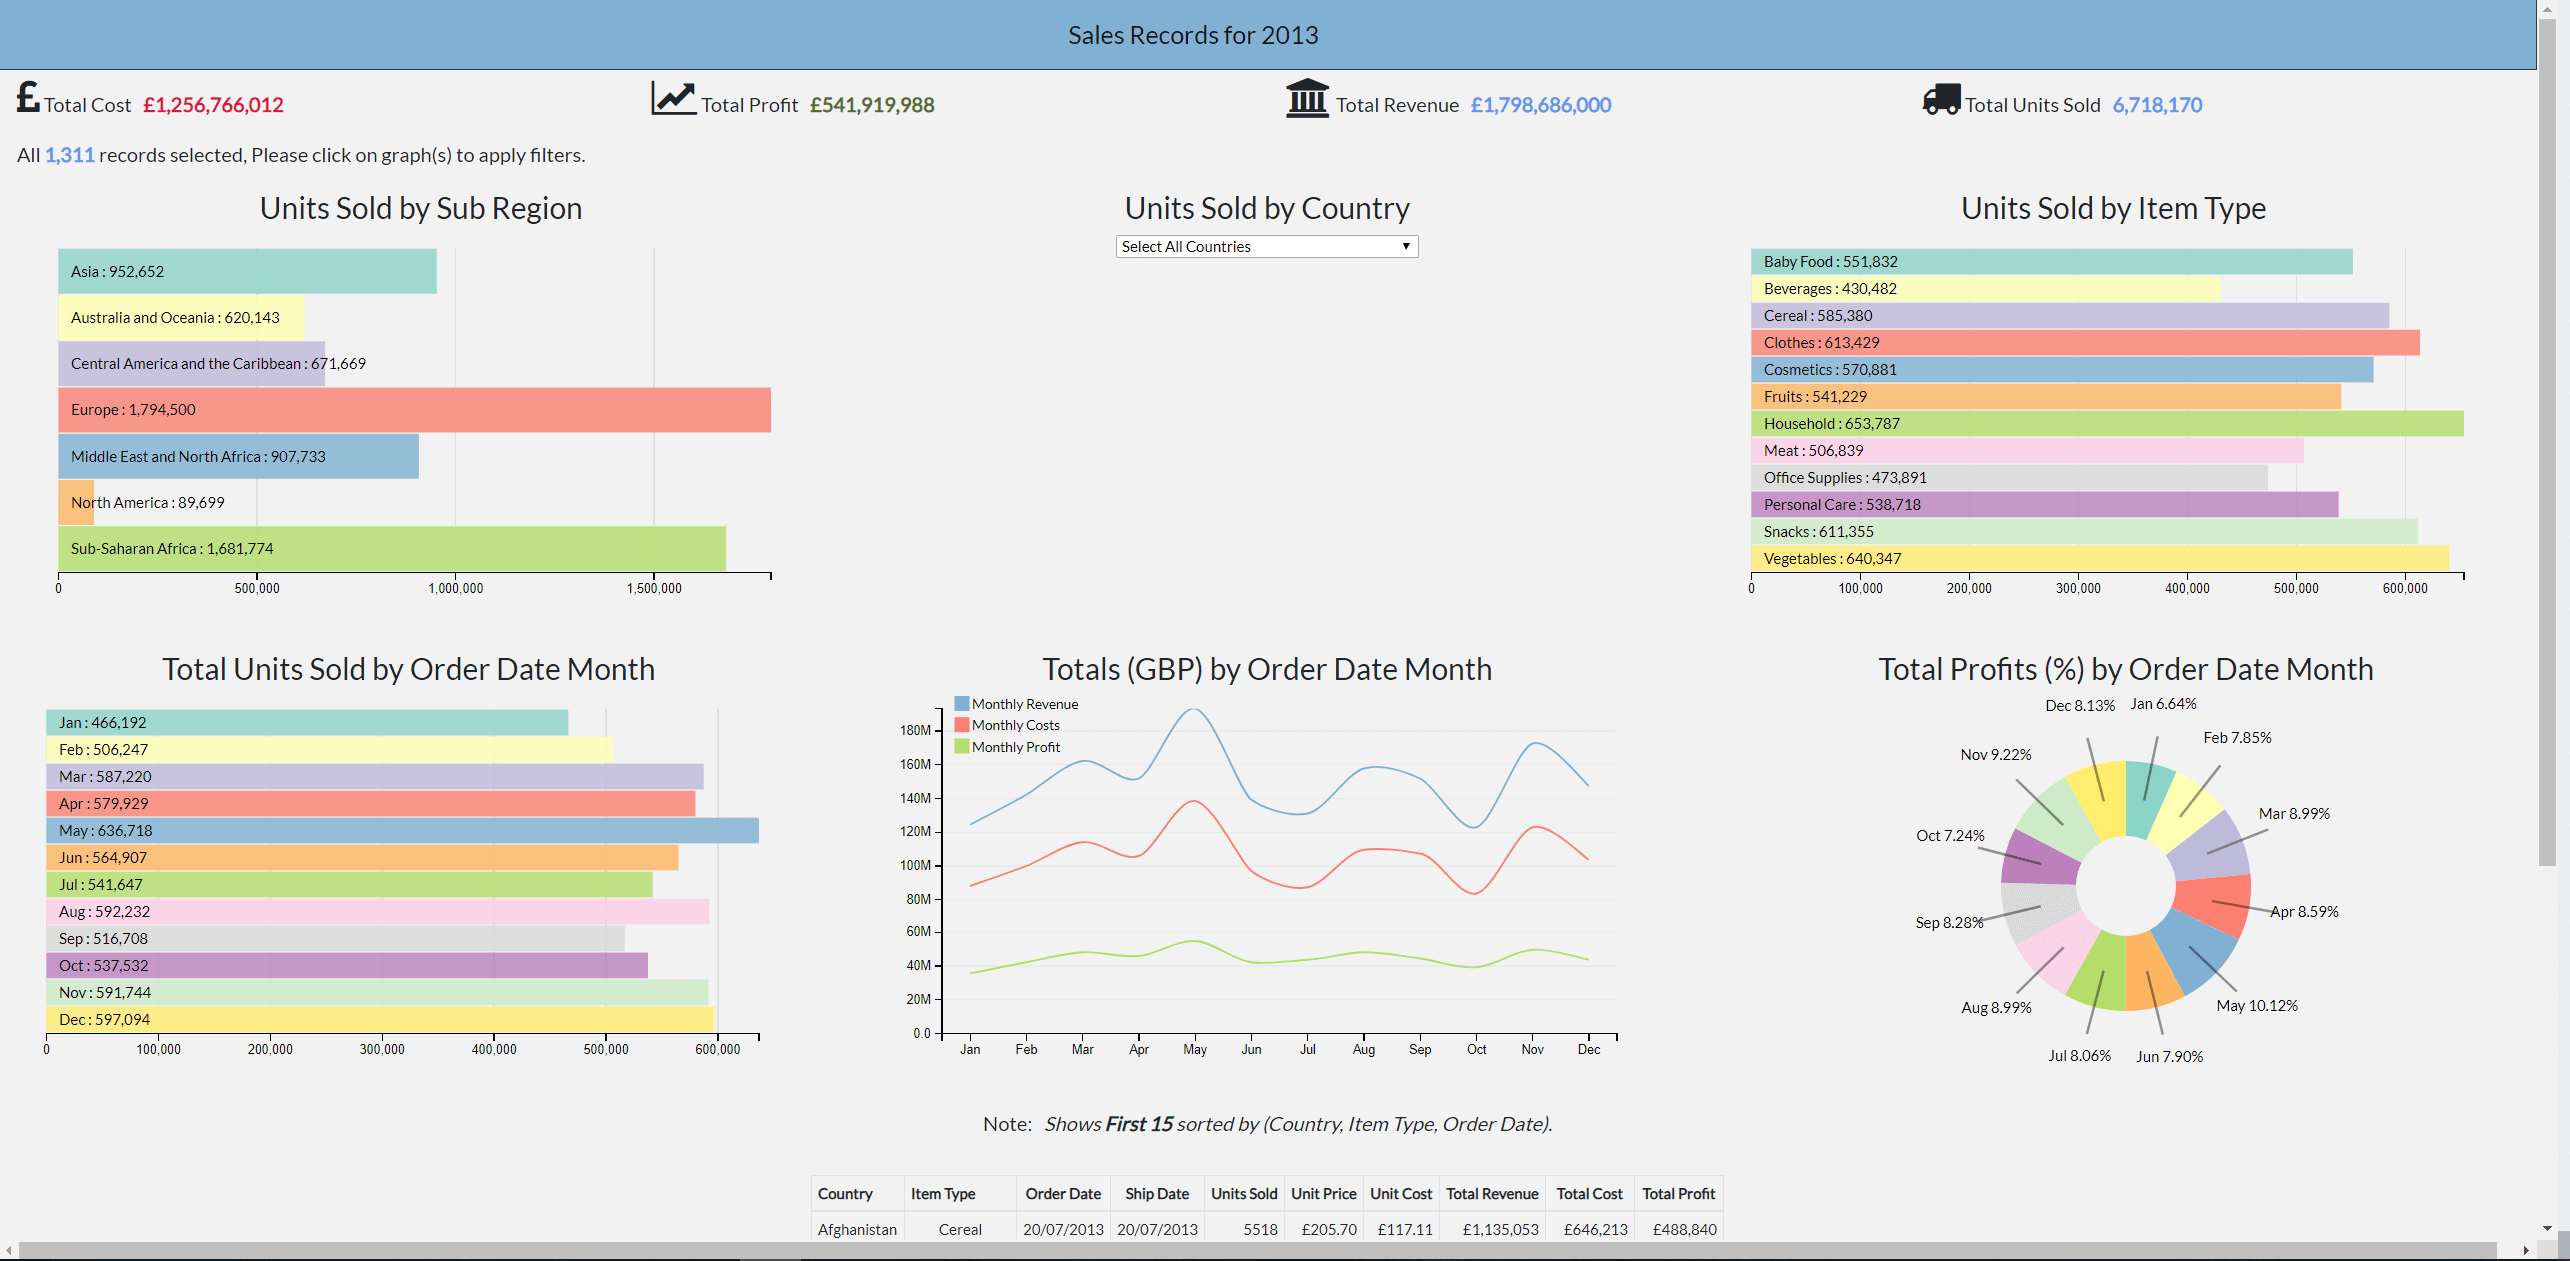 Sales Records for 2013
£ Total Cost £1,256,766,012
Total Profit £541,919,988
Total Revenue £1,798,686,000
Total Units Sold 6,718,170
All 1,311 records selected, Please click on graph(s) to apply filters.
Units Sold by Sub Region
Asia : 952,652
Australia and Oceania : 620,143
Central America and the Caribbean : 671,669
Europe : 1,794,500
Middle East and North Africa : 907,733
North America : 89,699
Sub-Saharan Africa : 1,681,774
0 500,000 1,000,000 1,500,000
Units Sold by Country
Select All Countries
Units Sold by Item Type
Baby Food : 551,832
Beverages : 430,482
Cereal : 585,380
Clothes : 613,429
Cosmetics : 570,881
Fruits : 541,229
Household : 653,787
Meat : 506,839
Office Supplies : 473,891
Personal Care : 538,718
Snacks : 611,355
Vegetables : 640,347
0 100,000 200,000 300,000 400,000 500,000 600,000
Total Units Sold by Order Date Month
Jan : 466,192
Feb : 506,247
Mar : 587,220
Apr : 579,929
May : 636,718
Jun : 564,907
Jul : 541,647
Aug : 592,232
Sep : 516,708
Oct : 537,532
Nov : 591,744
Dec : 597,094
0 100,000 200,000 300,000 400,000 500,000 600,000
Totals (GBP) by Order Date Month
Monthly Revenue
Monthly Costs
Monthly Profit
180M
160M
140M
120M
100M
80M
60M
40M
20M
0.0
Jan Feb Mar Apr May Jun Jul Aug Sep Oct Nov Dec
Total Profits (%) by Order Date Month
Jan 6.64%
Feb 7.85%
Mar 8.99%
Apr 8.59%
May 10.12%
Jun 7.90%
Jul 8.06%
Aug 8.99%
Sep 8.28%
Oct 7.24%
Nov 9.22%
Dec 8.13%
Note: Shows First 15 sorted by (Country, Item Type, Order Date).
Country Item Type Order Date Ship Date Units Sold Unit Price Unit Cost Total Revenue Total Cost Total Profit
Afghanistan Cereal 20/07/2013 20/07/2013 5518 £205.70 £117.11 £1,135,053 £646,213 £488,840